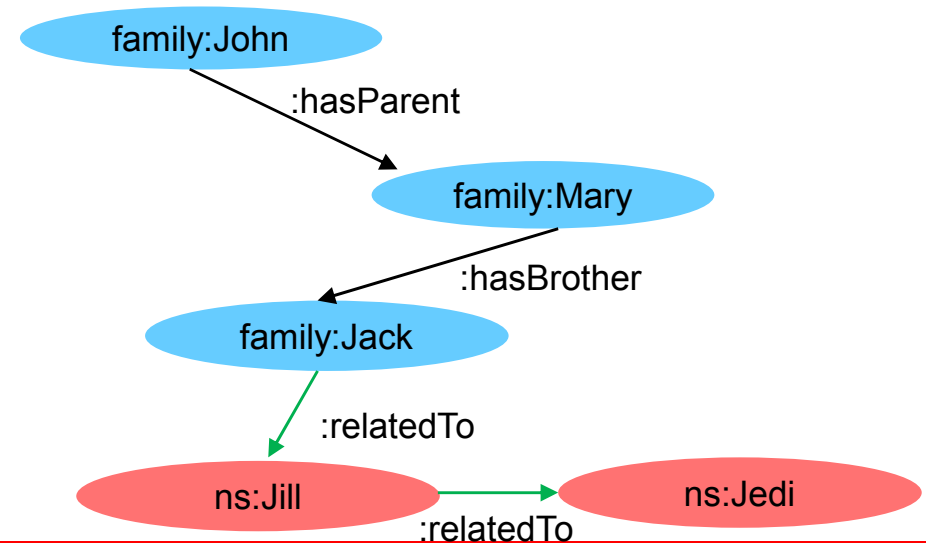 family:John
:hasParent
family:Mary
:hasBrother
family:Jack
:relatedTo
ns:Jill
ns:Jedi
:relatedTo